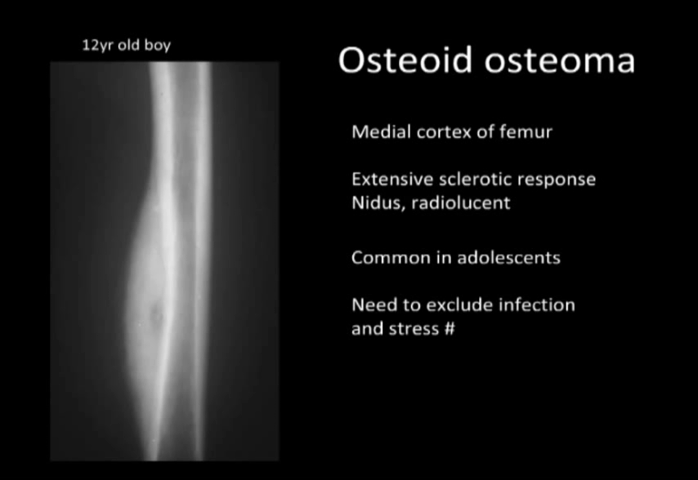 12yr old boy
Osteoid osteoma
Medial cortex of femur
Extensive sclerotic response
Nidus, radiolucent
Common in adolescents
Need to exclude infection
and stress #